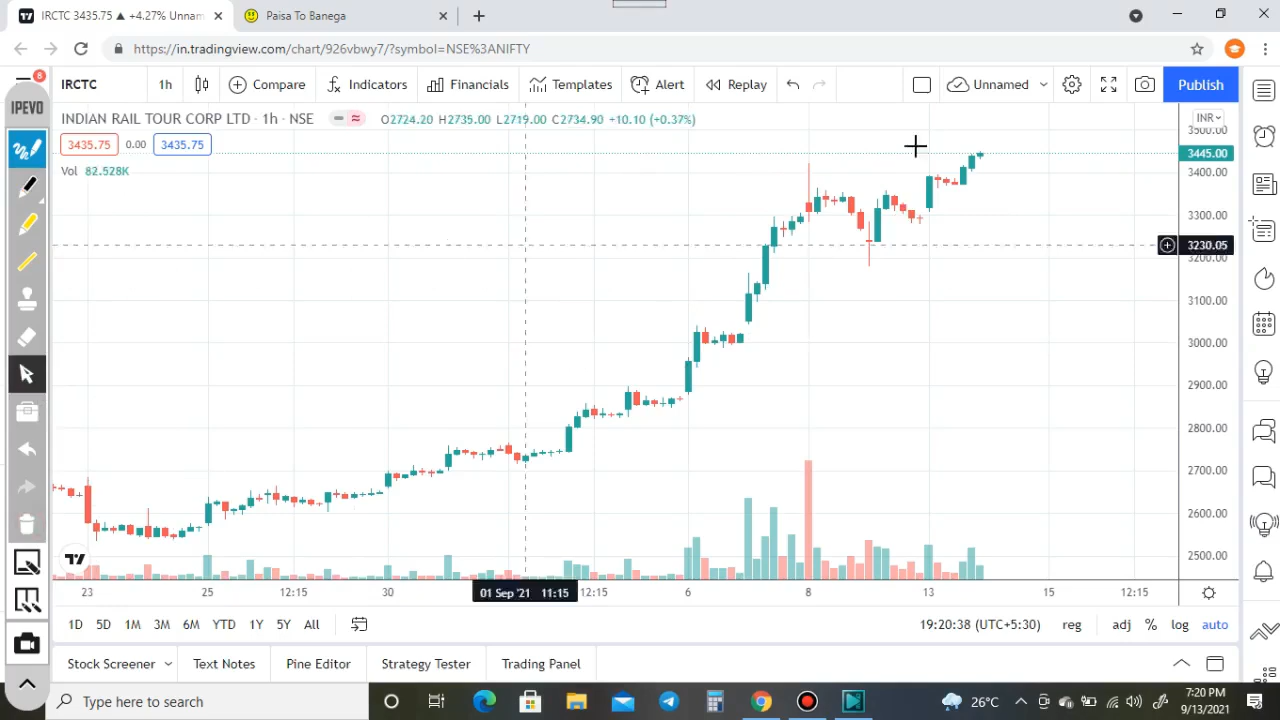 IRCTC 3435.75 ▲ +4.27% Unnam
Paisa To Banega
https://in.tradingview.com/chart/926vbwy7/?symbol=NSE%3ANIFTY
8
IPEVO
IRCTC 1h Compare Indicators Financials Templates Alert Replay Unnamed Publish
INDIAN RAIL TOUR CORP LTD · 1h · NSE O2724.20 H2735.00 L2719.00 C2734.90 +10.10 (+0.37%)
INR
3435.75 0.00 3435.75
Vol 82.528K
3500.00
3445.00
3400.00
3300.00
3230.05
3200.00
3100.00
3000.00
2900.00
2800.00
2700.00
2600.00
2500.00
23 25 12:15 30 01 Sep '21 11:15 12:15 6 8 13 15 12:15
1D 5D 1M 3M 6M YTD 1Y 5Y All 19:20:38 (UTC+5:30) reg adj % log auto
Stock Screener Text Notes Pine Editor Strategy Tester Trading Panel
Type here to search
26°C
7:20 PM
9/13/2021